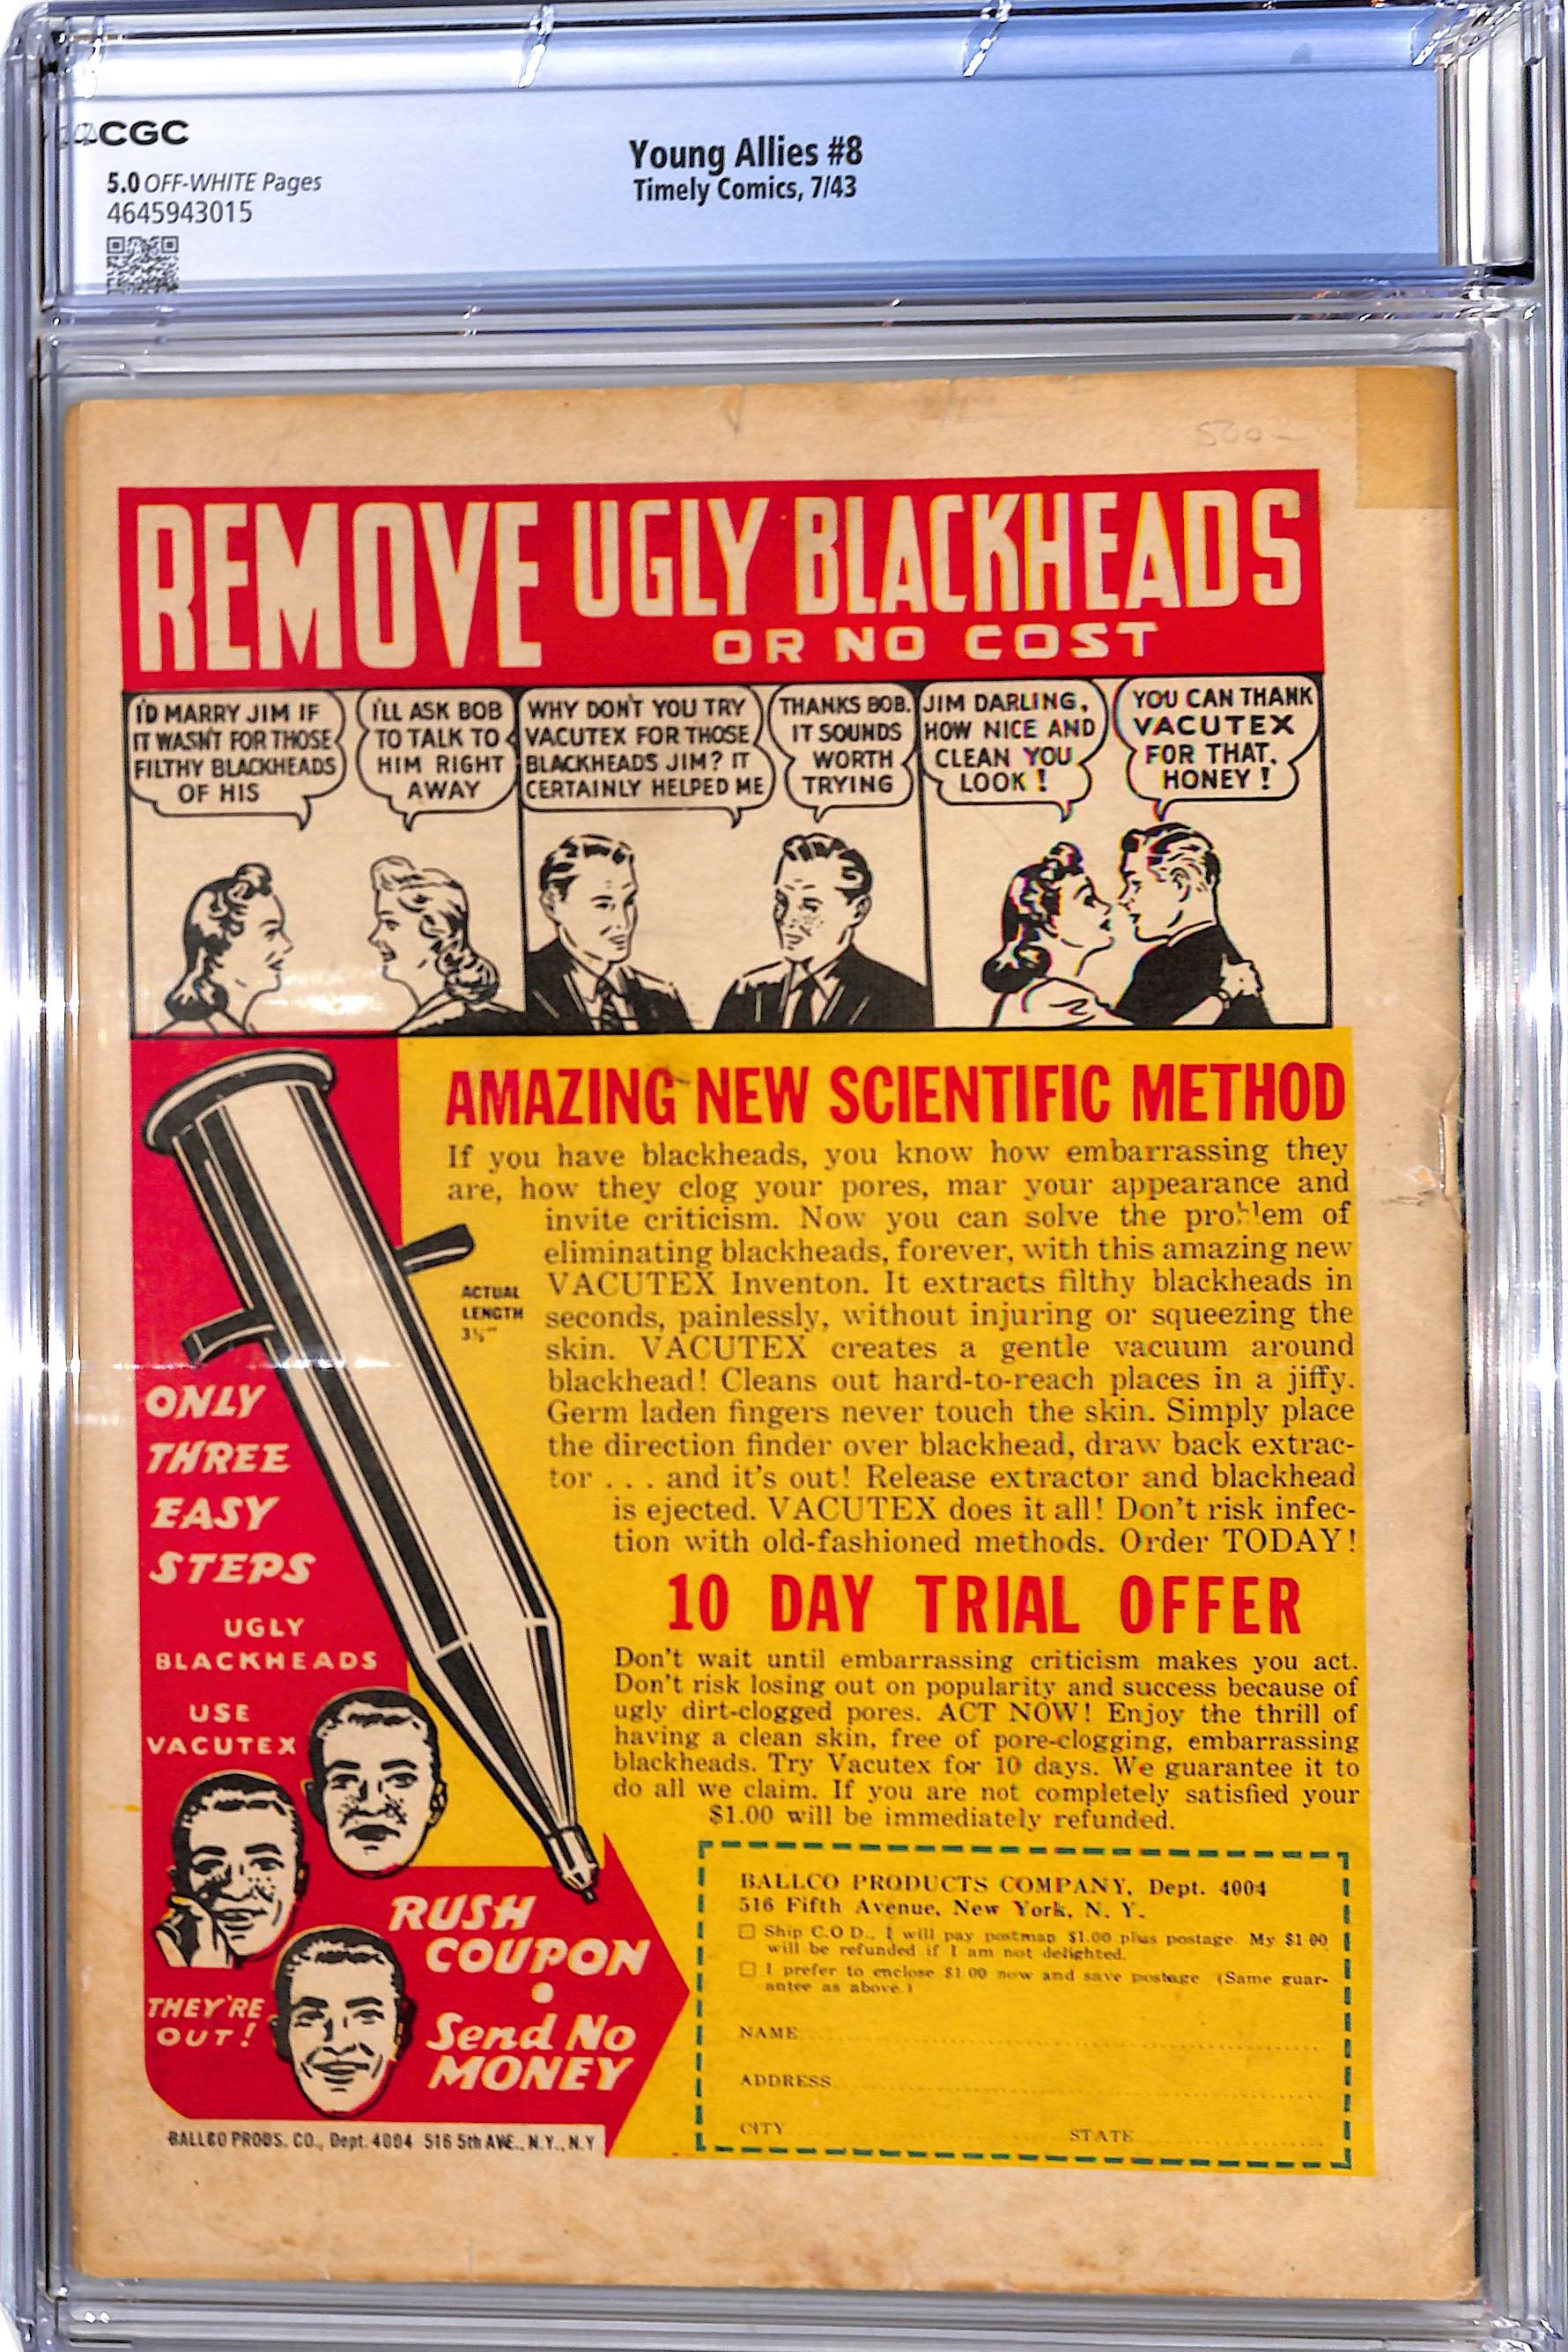 CGC
5.0 OFF-WHITE Pages
4645943015
Young Allies #8
Timely Comics, 7/43
500-
REMOVE UGLY BLACKHEADS
OR NO COST
I'D MARRY JIM IF
IT WASN'T FOR THOSE
FILTHY BLACKHEADS
OF HIS
I'LL ASK BOB
TO TALK TO
HIM RIGHT
AWAY
WHY DON'T YOU TRY
VACUTEX FOR THOSE
BLACKHEADS JIM? IT
CERTAINLY HELPED ME
THANKS BOB.
IT SOUNDS
WORTH
TRYING
JIM DARLING,
HOW NICE AND
CLEAN YOU
LOOK!
YOU CAN THANK
VACUTEX
FOR THAT,
HONEY!
AMAZING NEW SCIENTIFIC METHOD
If you have blackheads, you know how embarrassing they
are, how they clog your pores, mar your appearance and
invite criticism. Now you can solve the problem of
eliminating blackheads, forever, with this amazing new
VACUTEX Inventon. It extracts filthy blackheads in
seconds, painlessly, without injuring or squeezing the
skin. VACUTEX creates a gentle vacuum around
blackhead! Cleans out hard-to-reach places in a jiffy.
Germ laden fingers never touch the skin. Simply place
the direction finder over blackhead, draw back extrac-
tor . . . and it's out! Release extractor and blackhead
is ejected. VACUTEX does it all! Don't risk infec-
tion with old-fashioned methods. Order TODAY!
ACTUAL
LENGTH
ONLY
THREE
EASY
STEPS
UGLY
BLACKHEADS
USE
VACUTEX
THEY'RE
OUT!
10 DAY TRIAL OFFER
Don't wait until embarrassing criticism makes you act.
Don't risk losing out on popularity and success because of
ugly dirt-clogged pores. ACT NOW! Enjoy the thrill of
having a clean skin, free of pore-clogging, embarrassing
blackheads. Try Vacutex for 10 days. We guarantee it to
do all we claim. If you are not completely satisfied your
$1.00 will be immediately refunded.
RUSH
COUPON
Send No
MONEY
BALLCO PRODUCTS COMPANY, Dept. 4004
516 Fifth Avenue, New York, N. Y.
Ship C.O D., I will pay postman $1.00 plus postage. My $1 00
will be refunded if I am not delighted.
I prefer to enclose $1 00 now and save postage (Same guar-
antee as above.)
NAME
ADDRESS
CITY STATE
BALLCO PRODS. CO., Dept. 4004 516 5th AVE., N.Y., N.Y